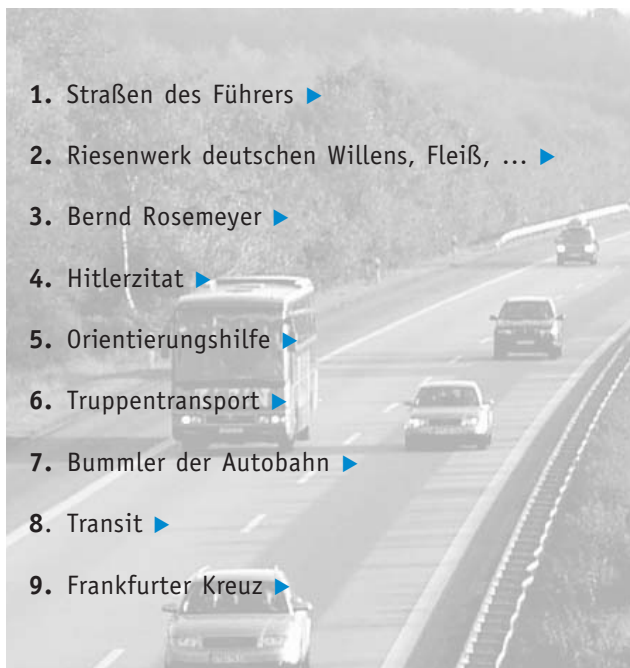 1. Straßen des Führers ▶
2. Riesenwerk deutschen Willens, Fleiß, ... ▶
3. Bernd Rosemeyer ▶
4. Hitlerzitat ▶
5. Orientierungshilfe ▶
6. Truppentransport ▶
7. Bummler der Autobahn ▶
8. Transit ▶
9. Frankfurter Kreuz ▶